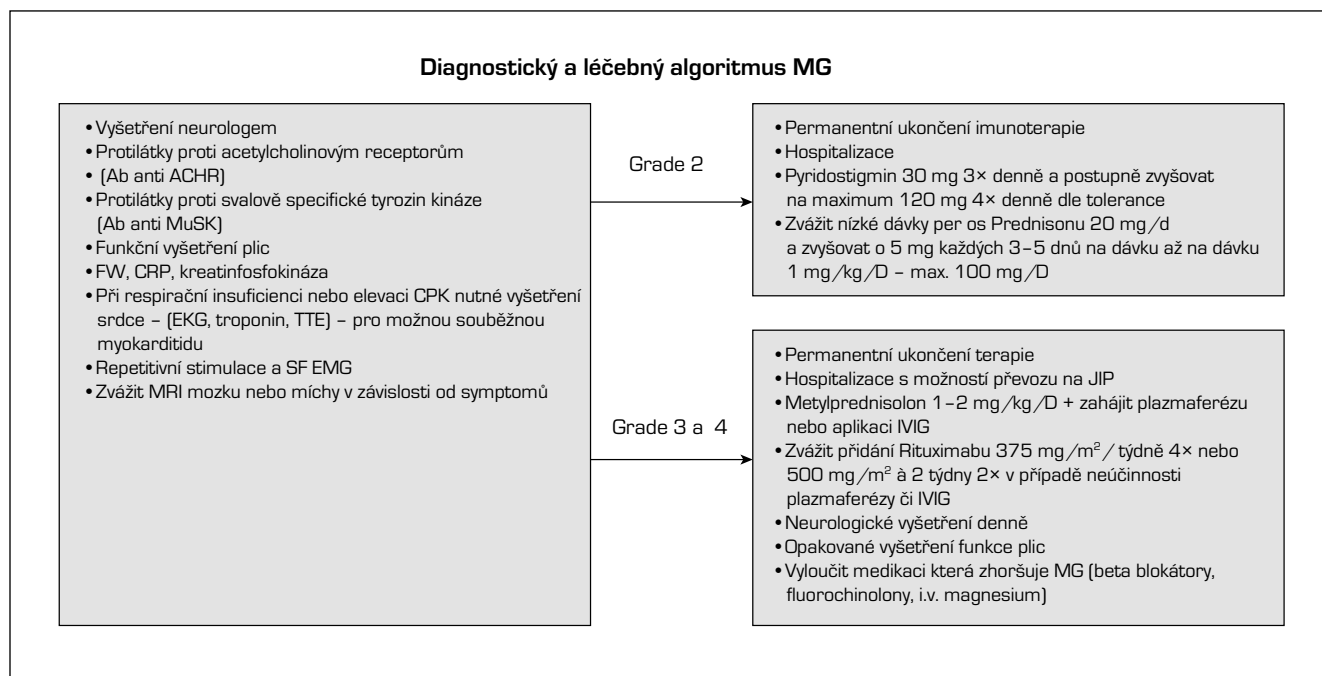 Diagnostický a léčebný algoritmus MG
•Vyšetření neurologem
•Protilátky proti acetylcholinovým receptorům
• (Ab anti ACHR)
•Protilátky proti svalově specifické tyrozin kináze
(Ab anti MuSK)
•Funkční vyšetření plic
•FW, CRP, kreatinfosfokináza
•Při respirační insuficienci nebo elevaci CPK nutné vyšetření
srdce – (EKG, troponin, TTE) – pro možnou souběžnou
myokarditidu
•Repetitivní stimulace a SF EMG
•Zvážit MRI mozku nebo míchy v závislosti od symptomů
Grade 2
•Permanentní ukončení imunoterapie
•Hospitalizace
•Pyridostigmin 30 mg 3× denně a postupně zvyšovat
na maximum 120 mg 4× denně dle tolerance
•Zvážit nízké dávky per os Prednisonu 20 mg/d
a zvyšovat o 5 mg každých 3–5 dnů na dávku až na dávku
1 mg/kg/D – max. 100 mg/D
Grade 3 a 4
•Permanentní ukončení terapie
•Hospitalizace s možností převozu na JIP
•Metylprednisolon 1–2 mg/kg/D + zahájit plazmaferézu
nebo aplikaci IVIG
•Zvážit přidání Rituximabu 375 mg/m² / týdně 4× nebo
500 mg/m² à 2 týdny 2× v případě neúčinnosti
plazmaferézy či IVIG
•Neurologické vyšetření denně
•Opakované vyšetření funkce plic
•Vyloučit medikaci která zhoršuje MG (beta blokátory,
fluorochinolony, i.v. magnesium)